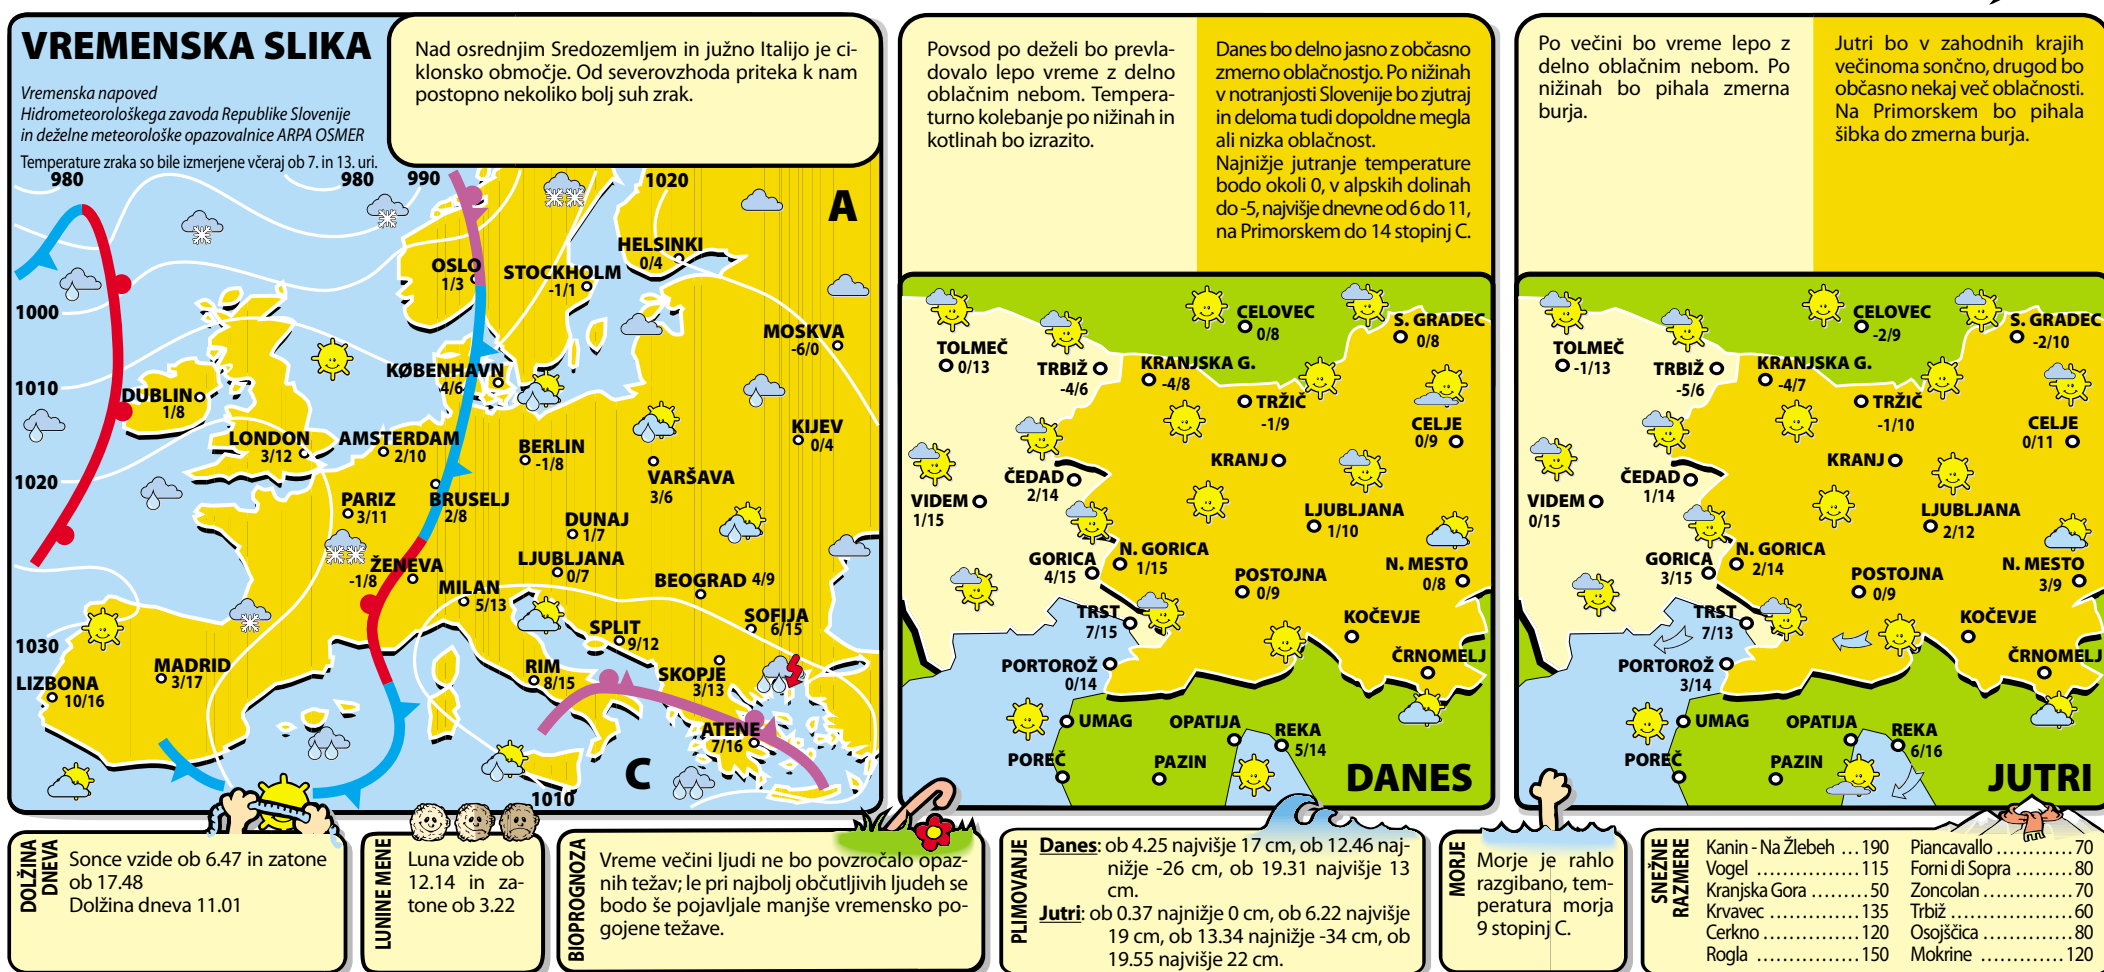 VREMENSKA SLIKA
Vremenska napoved
Hidrometeorološkega zavoda Republike Slovenije
in deželne meteorološke opazovalnice ARPA OSMER
Temperature zraka so bile izmerjene včeraj ob 7. in 13. uri.
Nad osrednjim Sredozemljem in južno Italijo je ci-
klonsko območje. Od severovzhoda priteka k nam
postopno nekoliko bolj suh zrak.
980
980
990
1020
A
HELSINKI
0/4
OSLO
1/3
STOCKHOLM
-1/1
1000
MOSKVA
-6/0
KØBENHAVN
4/6
1010
DUBLIN
1/8
LONDON
3/12
AMSTERDAM
2/10
BERLIN
-1/8
KIJEV
0/4
1020
VARŠAVA
3/6
PARIZ
3/11
BRUSELJ
2/8
DUNAJ
1/7
ŽENEVA
-1/8
LJUBLJANA
0/7
MILAN
5/13
BEOGRAD 4/9
SOFIJA
6/15
SPLIT
9/12
1030
MADRID
3/17
RIM
8/15
SKOPJE
3/13
LIZBONA
10/16
ATENE
7/16
C
1010
Povsod po deželi bo prevla-
dovalo lepo vreme z delno
oblačnim nebom. Tempera-
turno kolebanje po nižinah in
kotlinah bo izrazito.
Danes bo delno jasno z občasno
zmerno oblačnostjo. Po nižinah
v notranjosti Slovenije bo zjutraj
in deloma tudi dopoldne megla
ali nizka oblačnost.
Najnižje jutranje temperature
bodo okoli 0, v alpskih dolinah
do -5, najvišje dnevne od 6 do 11,
na Primorskem do 14 stopinj C.
CELOVEC
0/8
S. GRADEC
0/8
TOLMEČ
0/13
TRBIŽ
-4/6
KRANJSKA G.
-4/8
TRŽIČ
-1/9
CELJE
0/9
KRANJ
ČEDAD
2/14
VIDEM
1/15
LJUBLJANA
1/10
GORICA
4/15
N. GORICA
1/15
POSTOJNA
0/9
N. MESTO
0/8
TRST
7/15
KOČEVJE
PORTOROŽ
0/14
ČRNOMELJ
UMAG
OPATIJA
REKA
5/14
POREČ
PAZIN
DANES
Po večini bo vreme lepo z
delno oblačnim nebom. Po
nižinah bo pihala zmerna
burja.
Jutri bo v zahodnih krajih
večinoma sončno, drugod bo
občasno nekaj več oblačnosti.
Na Primorskem bo pihala
šibka do zmerna burja.
CELOVEC
-2/9
S. GRADEC
-2/10
TOLMEČ
-1/13
TRBIŽ
-5/6
KRANJSKA G.
-4/7
TRŽIČ
-1/10
CELJE
0/11
KRANJ
ČEDAD
1/14
VIDEM
0/15
LJUBLJANA
2/12
GORICA
3/15
N. GORICA
2/14
POSTOJNA
0/9
N. MESTO
3/9
TRST
7/13
KOČEVJE
PORTOROŽ
3/14
ČRNOMELJ
UMAG
OPATIJA
REKA
6/16
POREČ
PAZIN
JUTRI
DOLŽINA
DNEVA
Sonce vzide ob 6.47 in zatone
ob 17.48
Dolžina dneva 11.01
LUNINE MENE
Luna vzide ob
12.14 in za-
tone ob 3.22
BIOPROGNOZA
Vreme večini ljudi ne bo povzročalo opaz-
nih težav; le pri najbolj občutljivih ljudeh se
bodo še pojavljale manjše vremensko po-
gojene težave.
PLIMOVANJE
Danes: ob 4.25 najvišje 17 cm, ob 12.46 naj-
nižje -26 cm, ob 19.31 najvišje 13
cm.
Jutri: ob 0.37 najnižje 0 cm, ob 6.22 najvišje
19 cm, ob 13.34 najnižje -34 cm, ob
19.55 najvišje 22 cm.
MORJE
Morje je rahlo
razgibano, tem-
peratura morja
9 stopinj C.
SNEŽNE
RAZMERE
Kanin - Na Žlebeh ...190
Vogel ................115
Kranjska Gora ........50
Krvavec ..............135
Cerkno ................120
Rogla .................150
Piancavallo ............70
Forni di Sopra .........80
Zoncolan ..............70
Trbiž ..................60
Osojščica ..............80
Mokrine .............120